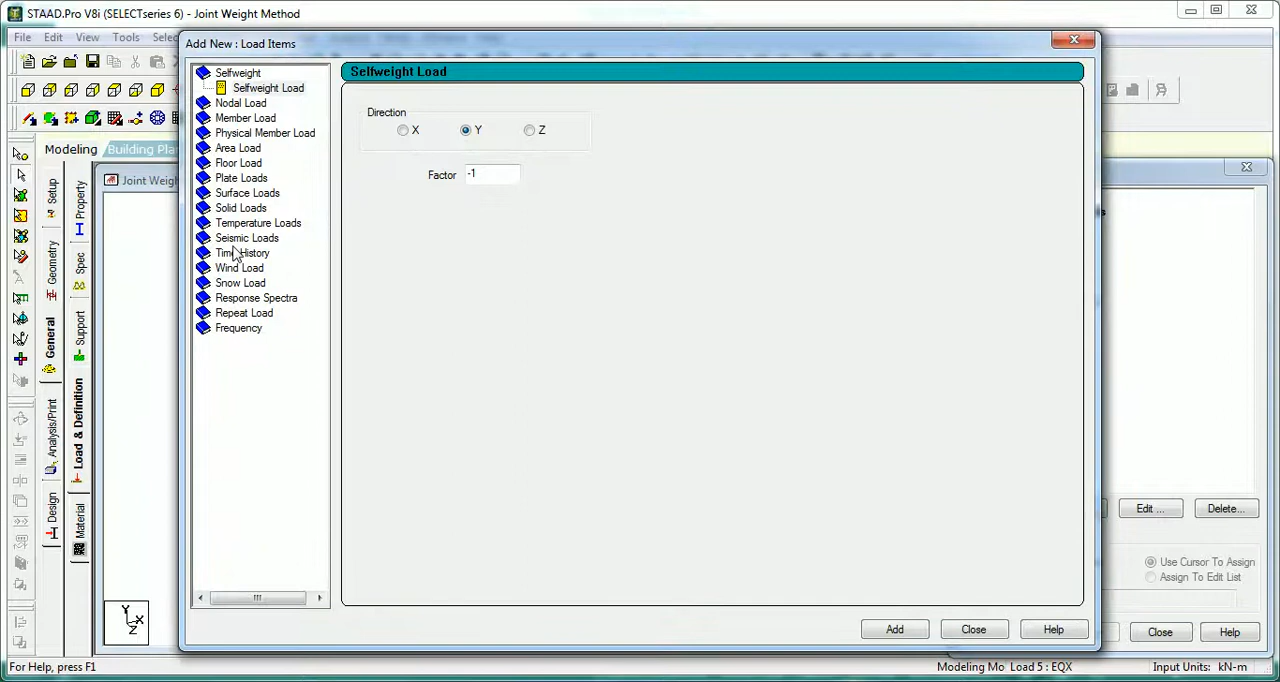 STAAD.Pro V8i (SELECTseries 6) - Joint Weight Method
File Edit View Tools Selec
Add New : Load Items
Selfweight
Selfweight Load
Nodal Load
Member Load
Physical Member Load
Area Load
Floor Load
Plate Loads
Surface Loads
Solid Loads
Temperature Loads
Seismic Loads
Time History
Wind Load
Snow Load
Response Spectra
Repeat Load
Frequency
Selfweight Load
Direction
X Y Z
Factor -1
Add Close Help
Modeling Building Plan
Joint Weigh
Setup
Geometry
General
Analysis/Print
Design
Property
Spec
Support
Load & Definition
Material
Y
X
Z
Edit ... Delete...
Use Cursor To Assign
Assign To Edit List
Close Help
For Help, press F1
Modeling Mo Load 5 : EQX Input Units: kN-m